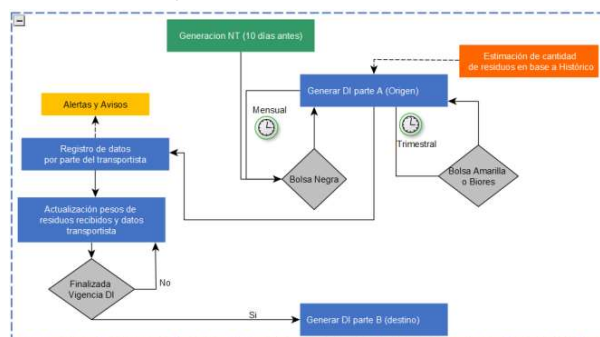 Generacion NT (10 días antes)
Estimación de cantidad
de residuos en base a Histórico
Generar DI parte A (Origen)
Alertas y Avisos
Mensual
Trimestral
Registro de datos
por parte del transportista
Bolsa Negra
Bolsa Amarilla
o Biores
Actualización pesos de
residuos recibidos y datos
transportista
Finalizada
Vigencia DI
No
Si
Generar DI parte B (destino)